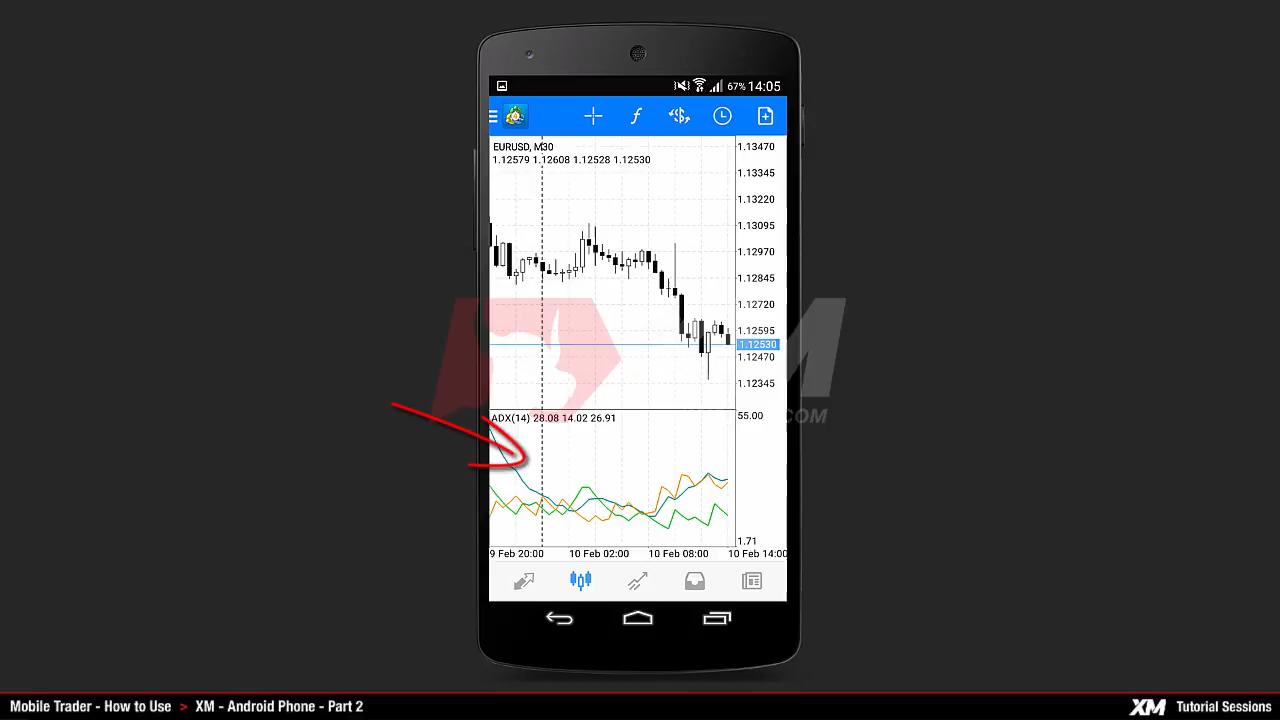 67% 14:05
EURUSD, M30
1.12579 1.12608 1.12528 1.12530
1.13470
1.13345
1.13220
1.13095
1.12970
1.12845
1.12720
1.12595
1.12530
1.12470
1.12345
ADX(14) 28.08 14.02 26.91
55.00
1.71
9 Feb 20:00 10 Feb 02:00 10 Feb 08:00 10 Feb 14:00
XM
.COM
Mobile Trader - How to Use > XM - Android Phone - Part 2
XM Tutorial Sessions